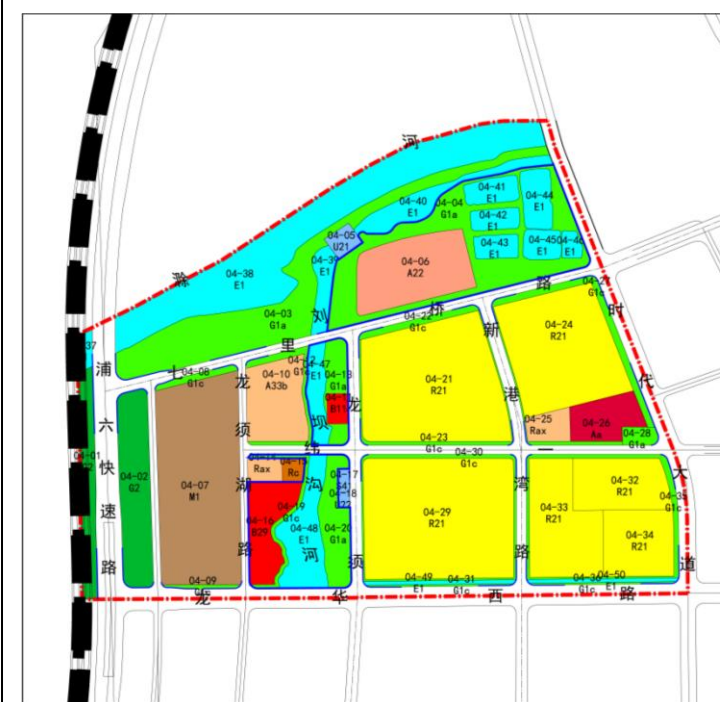 河
滁
04-38
E1
04-03
G1a
04-05
U21
04-39
E1
04-40
E1
04-04
G1a
04-41
E1
04-42
E1
04-43
E1
04-44
E1
04-45
E1
04-46
E1
04-06
A22
刘
坝
沟
河
七
里
桥
路
04-22
G1c
04-08
G1c
04-10
A33b
04-47
E1
04-13
G1a
B11
04-21
R21
04-24
R21
G1c
04-25
Rax
04-26
Aa
04-28
G1a
04-23
G1c
04-30
G1c
浦
六
快
速
路
04-01
04-02
G2
04-07
M1
04-09
龙
须
湖
路
Rax
Rc
04-16
B29
04-19
G1c
04-48
E1
04-17
S41
04-18
U22
04-20
G1a
龙
须
纬
二
新
港
湾
路
04-29
R21
04-33
R21
04-32
R21
04-34
R21
04-35
G1c
04-49
E1
04-31
G1c
04-36
G1c
04-50
E1
时
代
大
道
龙
华
西
路
37